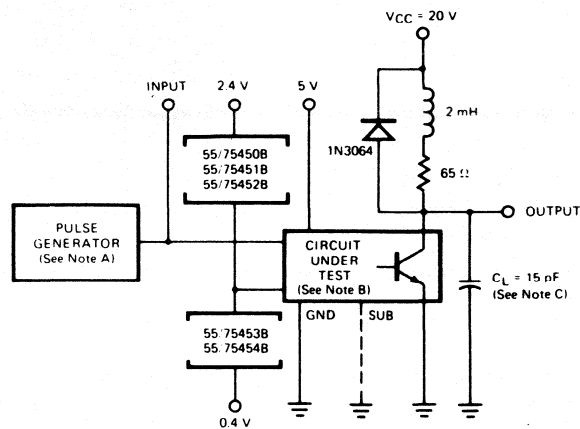 VCC = 20 V
INPUT
2.4 V
5 V
2 mH
1N3064
65 Ω
55/75450B
55/75451B
55/75452B
OUTPUT
PULSE
GENERATOR
(See Note A)
CIRCUIT
UNDER
TEST
(See Note B)
CL = 15 pF
(See Note C)
GND
SUB
55/75453B
55/75454B
0.4 V